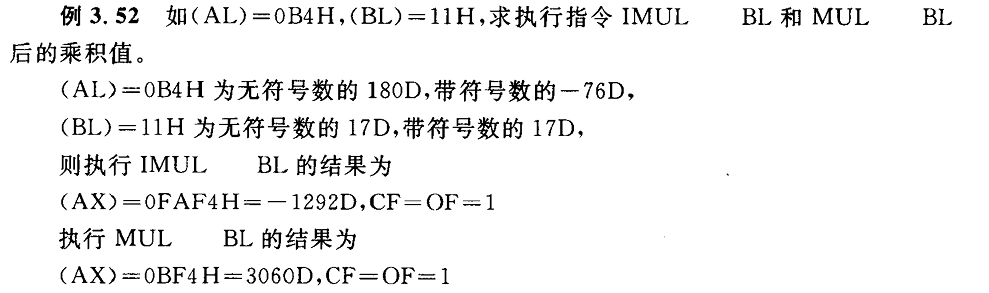 例 3.52 如(AL)=0B4H,(BL)=11H,求执行指令 IMUL BL 和 MUL BL
后的乘积值。
(AL)=0B4H 为无符号数的 180D,带符号数的-76D,
(BL)=11H 为无符号数的 17D,带符号数的 17D,
则执行 IMUL BL 的结果为
(AX)=0FAF4H=-1292D,CF=OF=1
执行 MUL BL 的结果为
(AX)=0BF4H=3060D,CF=OF=1